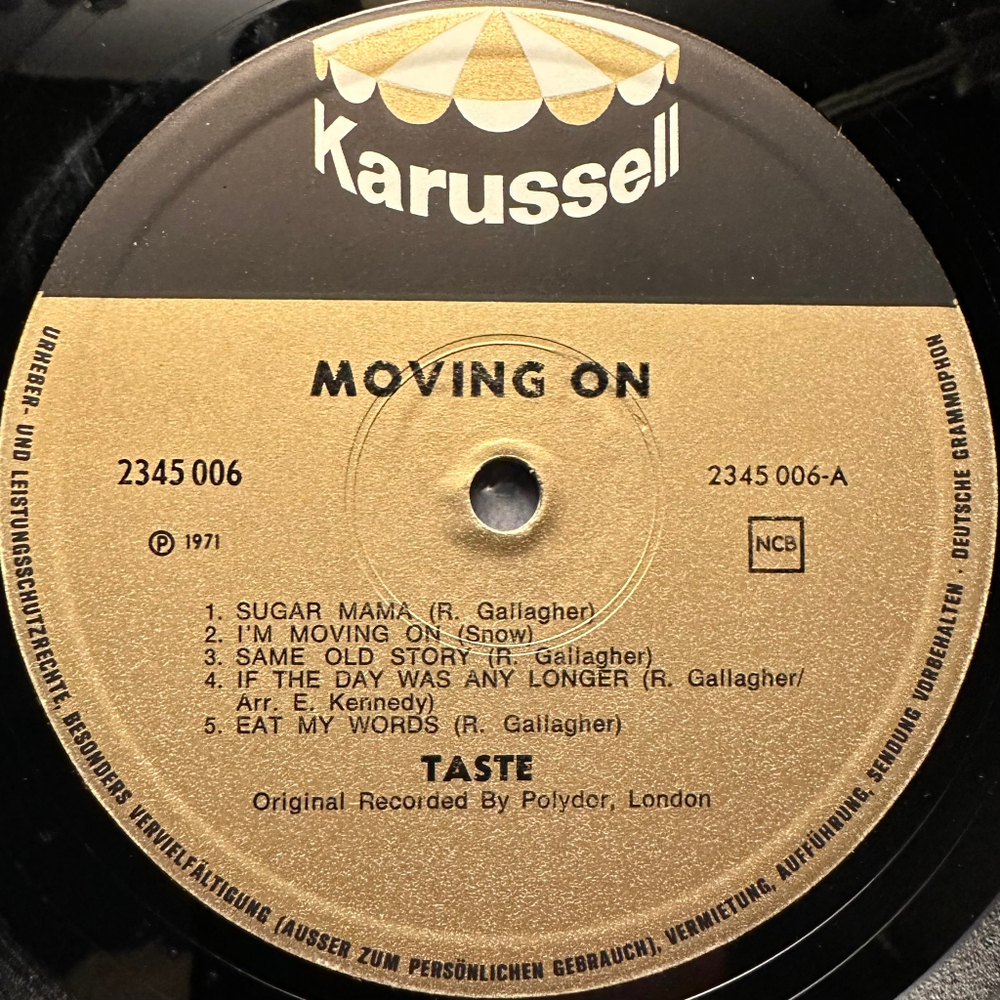 Karussell
MOVING ON
2345 006
2345 006-A
Ⓟ 1971
NCB
1. SUGAR MAMA (R. Gallagher)
2. I'M MOVING ON (Snow)
3. SAME OLD STORY (R. Gallagher)
4. IF THE DAY WAS ANY LONGER (R. Gallagher/
Arr. E. Kennedy)
5. EAT MY WORDS (R. Gallagher)
TASTE
Original Recorded By Polydor, London
URHEBER- UND LEISTUNGSSCHUTZRECHTE, BESONDERS VERVIELFÄLTIGUNG (AUSSER ZUM PERSÖNLICHEN GEBRAUCH), VERMIETUNG, AUFFÜHRUNG, SENDUNG VORBEHALTEN · DEUTSCHE GRAMMOPHON